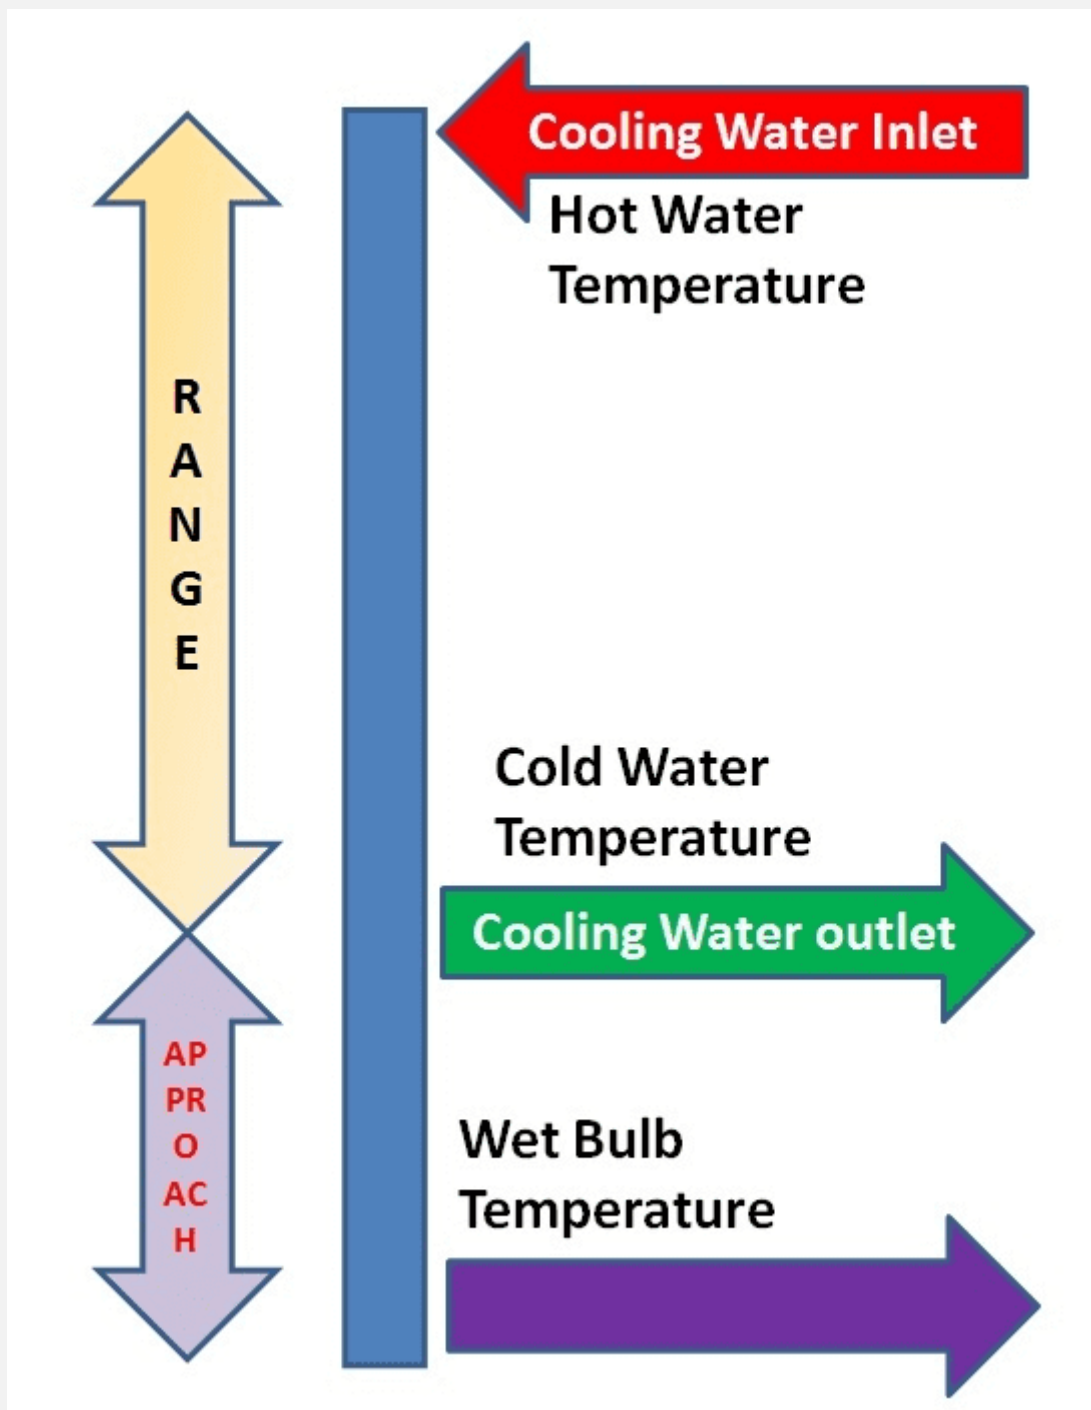 Cooling Water Inlet
Hot Water
Temperature
R
A
N
G
E
Cold Water
Temperature
Cooling Water outlet
AP
PR
O
AC
H
Wet Bulb
Temperature